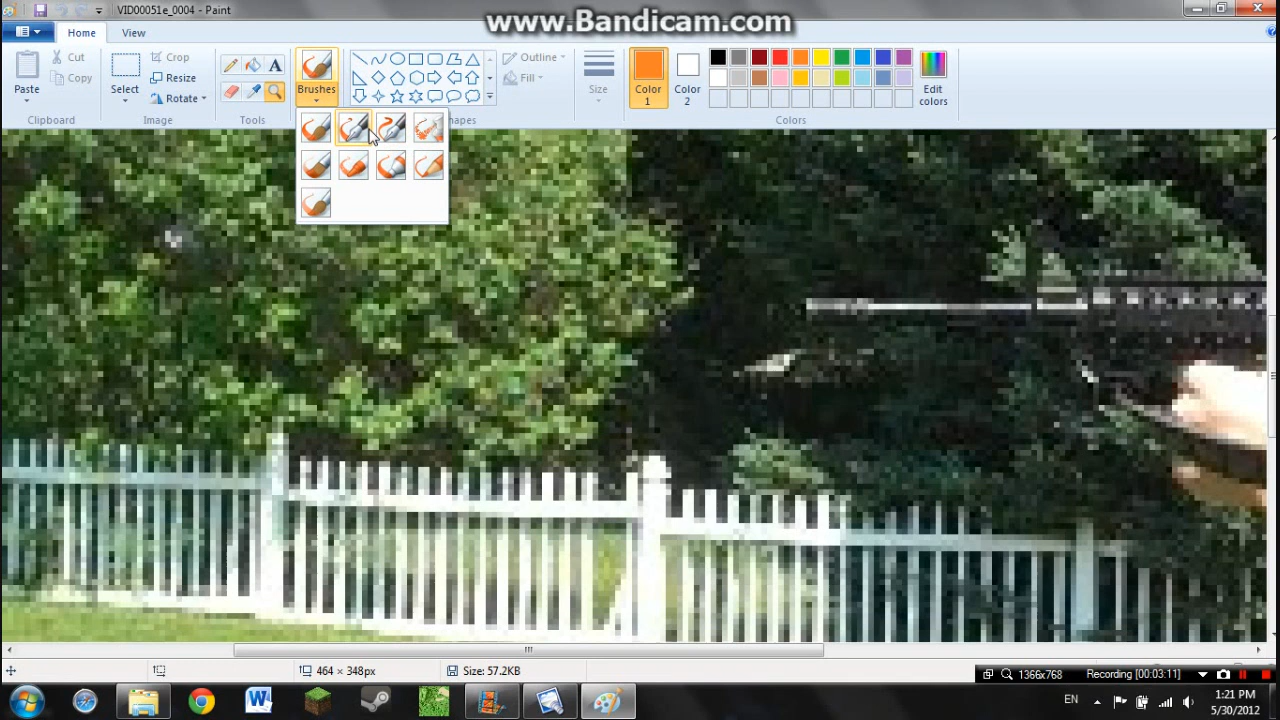 www.Bandicam.com
VID00051e_0004 - Paint
Home
View
Paste
Cut
Copy
Clipboard
Select
Crop
Resize
Rotate
Image
A
Tools
Brushes
Outline
Fill
hapes
Size
Color
1
Color
2
Edit
colors
Colors
464 × 348px
Size: 57.2KB
1366x768
Recording [00:03:11]
W
EN
1:21 PM
5/30/2012